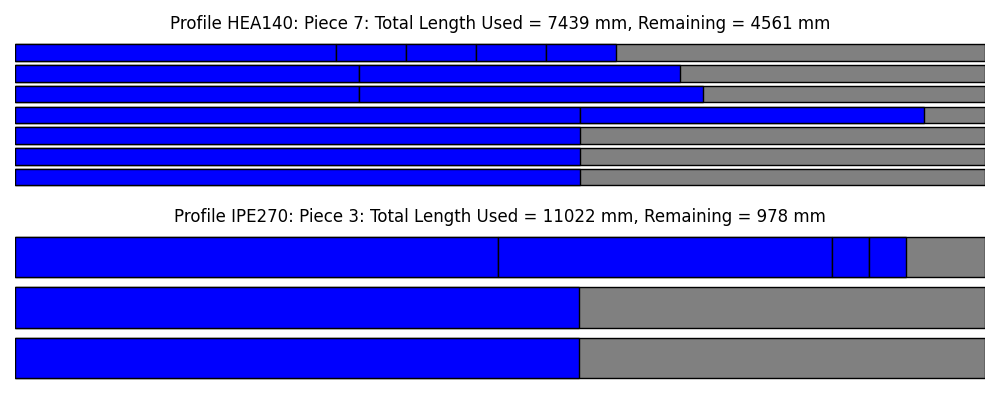 Profile HEA140: Piece 7: Total Length Used = 7439 mm, Remaining = 4561 mm
Profile IPE270: Piece 3: Total Length Used = 11022 mm, Remaining = 978 mm